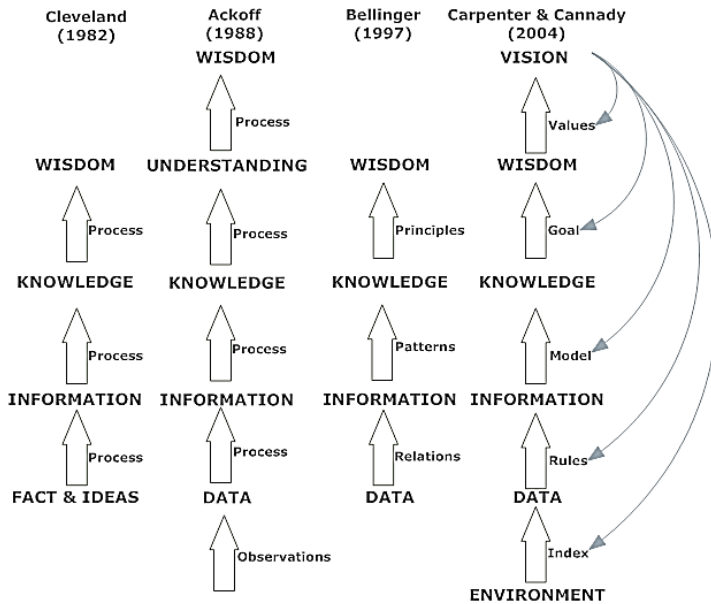 Cleveland
(1982)
Ackoff
(1988)
Bellinger
(1997)
Carpenter & Cannady
(2004)
WISDOM
VISION
Process
Values
WISDOM
UNDERSTANDING
WISDOM
WISDOM
Process
Process
Principles
Goal
KNOWLEDGE
KNOWLEDGE
KNOWLEDGE
KNOWLEDGE
Process
Process
Patterns
Model
INFORMATION
INFORMATION
INFORMATION
INFORMATION
Process
Process
Relations
Rules
FACT & IDEAS
DATA
DATA
DATA
Observations
Index
ENVIRONMENT